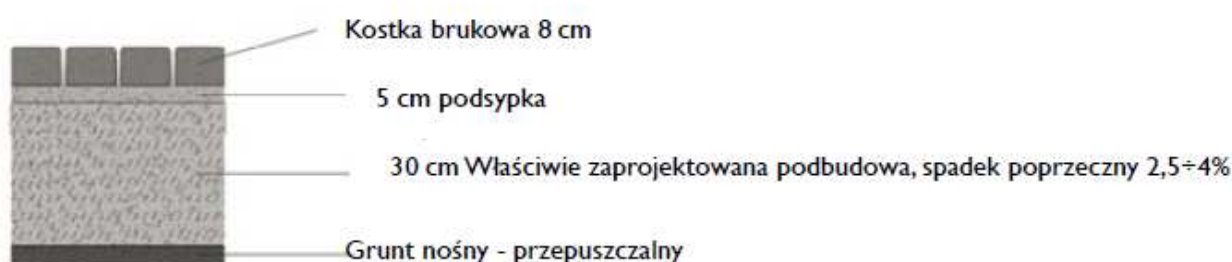 Kostka brukowa 8 cm
5 cm podsypka
30 cm Właściwie zaprojektowana podbudowa, spadek poprzeczny 2,5÷4%
Grunt nośny - przepuszczalny